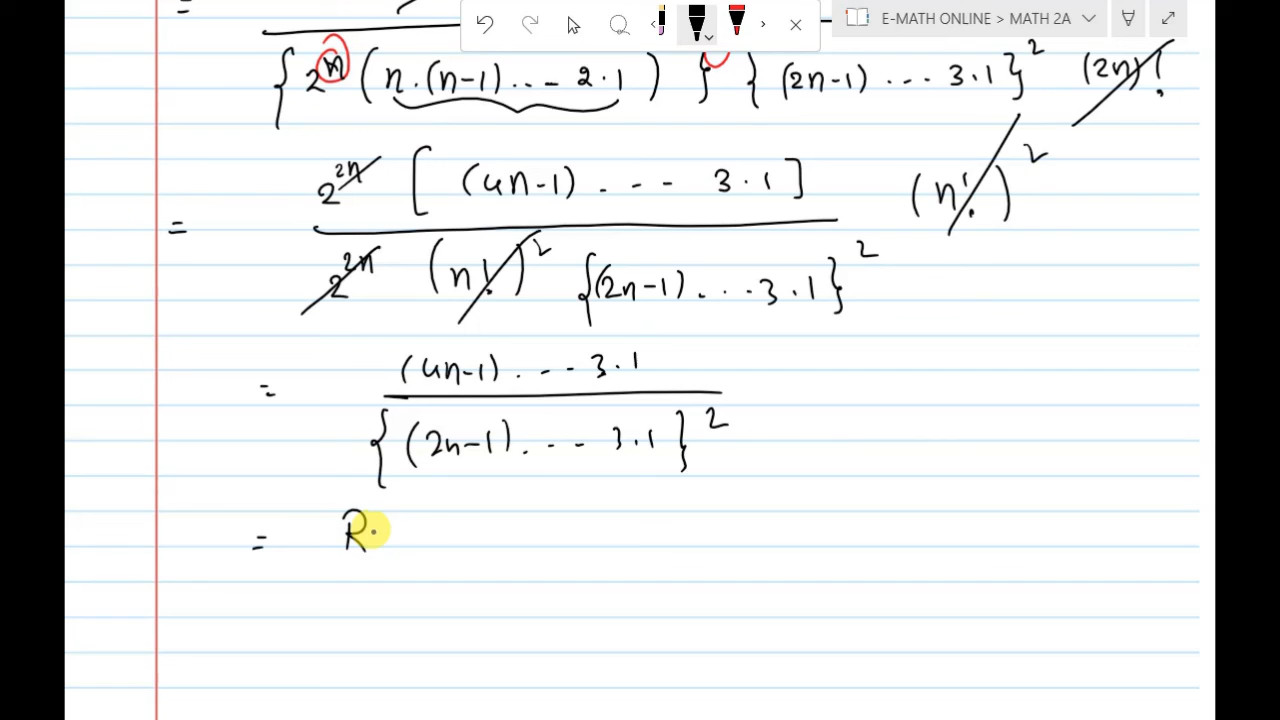 E-MATH ONLINE > MATH 2A
=
{ 2^n ( n.(n-1)..- 2.1 ) } { (2n-1) ... 3.1 }^2 (2n)!
2^2n [ (4n-1) . - - 3.1 ] (n!)^2
=
2^2n (n!)^2 {(2n-1). ..3.1}^2
(4n-1) . - - 3.1
=
{ (2n-1). - - 3.1 }^2
= R.